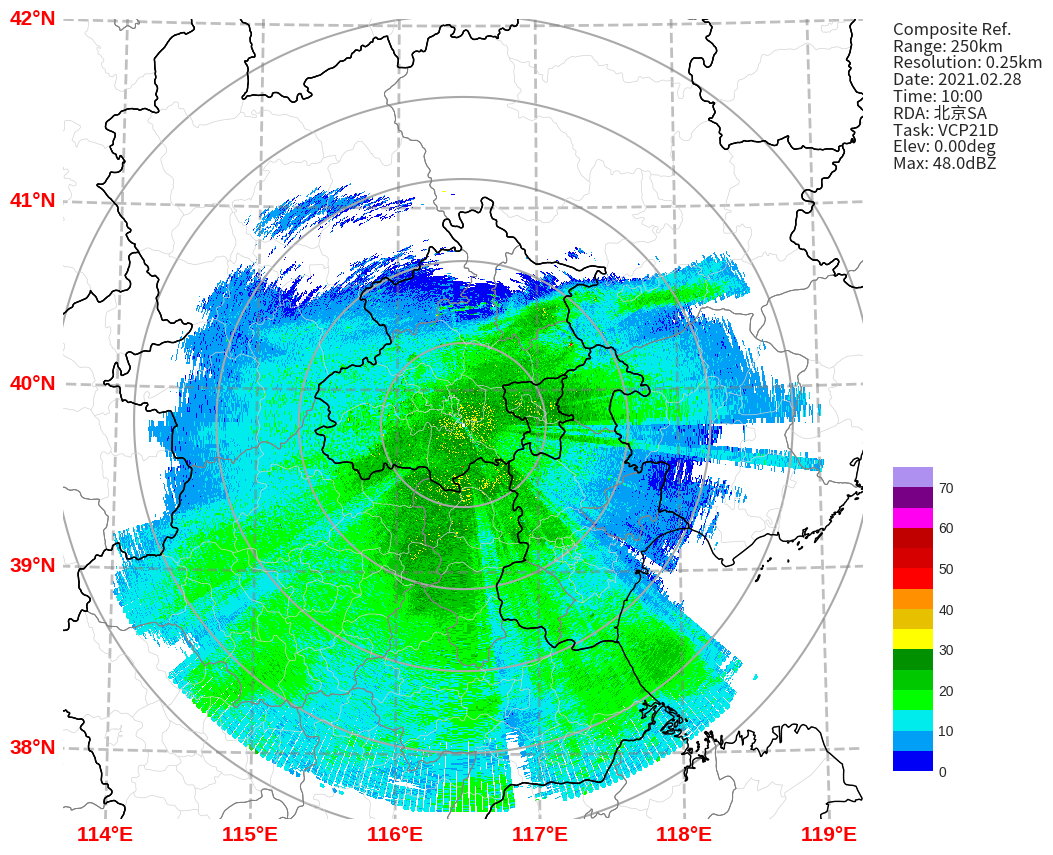 42°N
41°N
40°N
39°N
38°N
114°E
115°E
116°E
117°E
118°E
119°E
Composite Ref.
Range: 250km
Resolution: 0.25km
Date: 2021.02.28
Time: 10:00
RDA: 北京SA
Task: VCP21D
Elev: 0.00deg
Max: 48.0dBZ
70
60
50
40
30
20
10
0